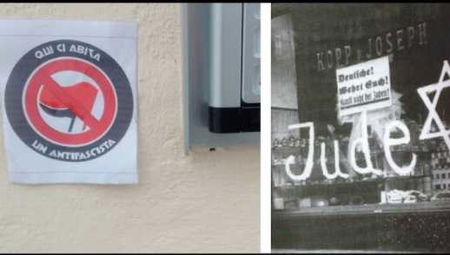 QUI CI ABITA
UN ANTIFASCISTA
KOPP & JOSEPH
Deutsche!
Wehrt Euch!
Kauft nicht bei Juden!
Jude